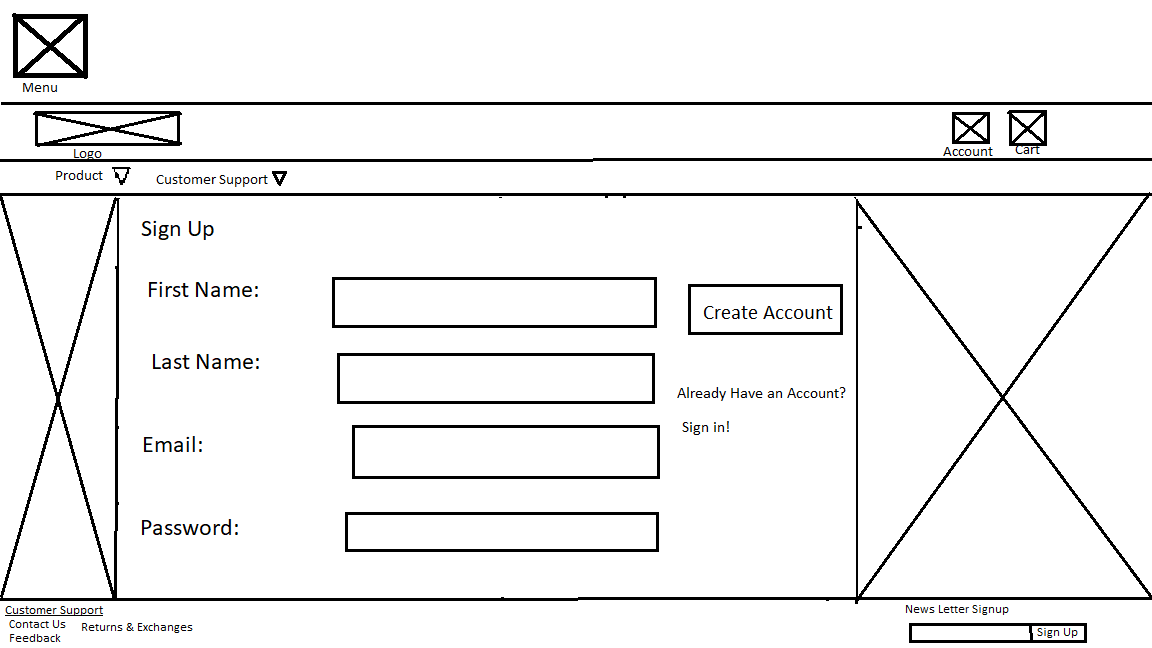 Menu
Logo
Account
Cart
Product
Customer Support
Sign Up
First Name:
Create Account
Last Name:
Already Have an Account?
Sign in!
Email:
Password:
Customer Support
Contact Us
Returns & Exchanges
Feedback
News Letter Signup
Sign Up